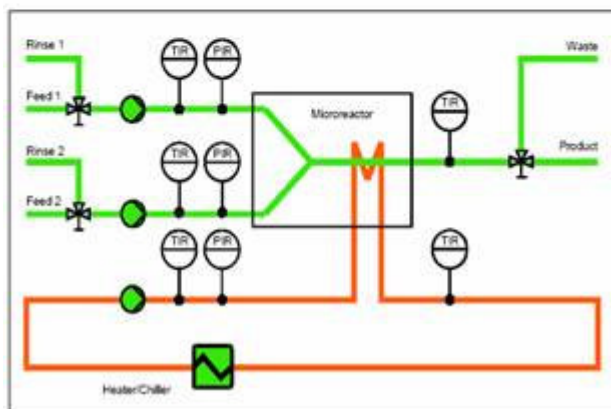 Rinse 1
Waste
TIR
PIR
Feed 1
Microreactor
TIR
Rinse 2
Product
TIR
PIR
Feed 2
TIR
PIR
TIR
Heater/Chiller